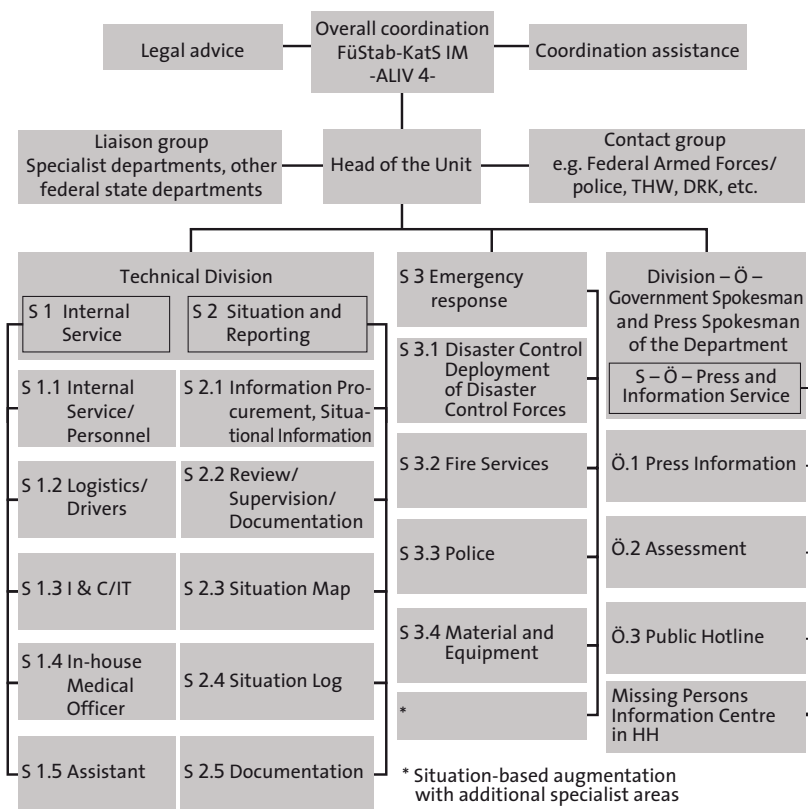 Legal advice
Overall coordination
FüStab-KatS IM
-ALIV 4-
Coordination assistance
Liaison group
Specialist departments, other
federal state departments
Head of the Unit
Contact group
e.g. Federal Armed Forces/
police, THW, DRK, etc.
Technical Division
S 1 Internal
Service
S 2 Situation and
Reporting
S 1.1 Internal
Service/
Personnel
S 2.1 Information Pro-
curement, Situa-
tional Information
S 1.2 Logistics/
Drivers
S 2.2 Review/
Supervision/
Documentation
S 1.3 I & C/IT
S 2.3 Situation Map
S 1.4 In-house
Medical
Officer
S 2.4 Situation Log
S 1.5 Assistant
S 2.5 Documentation
S 3 Emergency
response
S 3.1 Disaster Control
Deployment
of Disaster
Control Forces
S 3.2 Fire Services
S 3.3 Police
S 3.4 Material and
Equipment
*
Division – Ö –
Government Spokesman
and Press Spokesman
of the Department
S – Ö – Press and
Information Service
Ö.1 Press Information
Ö.2 Assessment
Ö.3 Public Hotline
Missing Persons
Information Centre
in HH
* Situation-based augmentation
with additional specialist areas